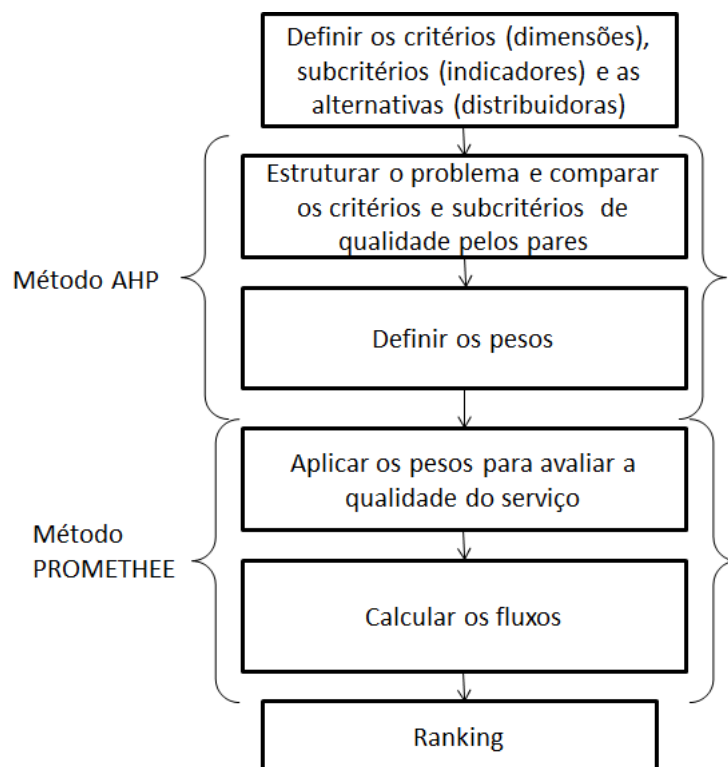 Definir os critérios (dimensões),
subcritérios (indicadores) e as
alternativas (distribuidoras)
Estruturar o problema e comparar
os critérios e subcritérios de
qualidade pelos pares
Método AHP
Definir os pesos
Aplicar os pesos para avaliar a
qualidade do serviço
Método
PROMETHEE
Calcular os fluxos
Ranking